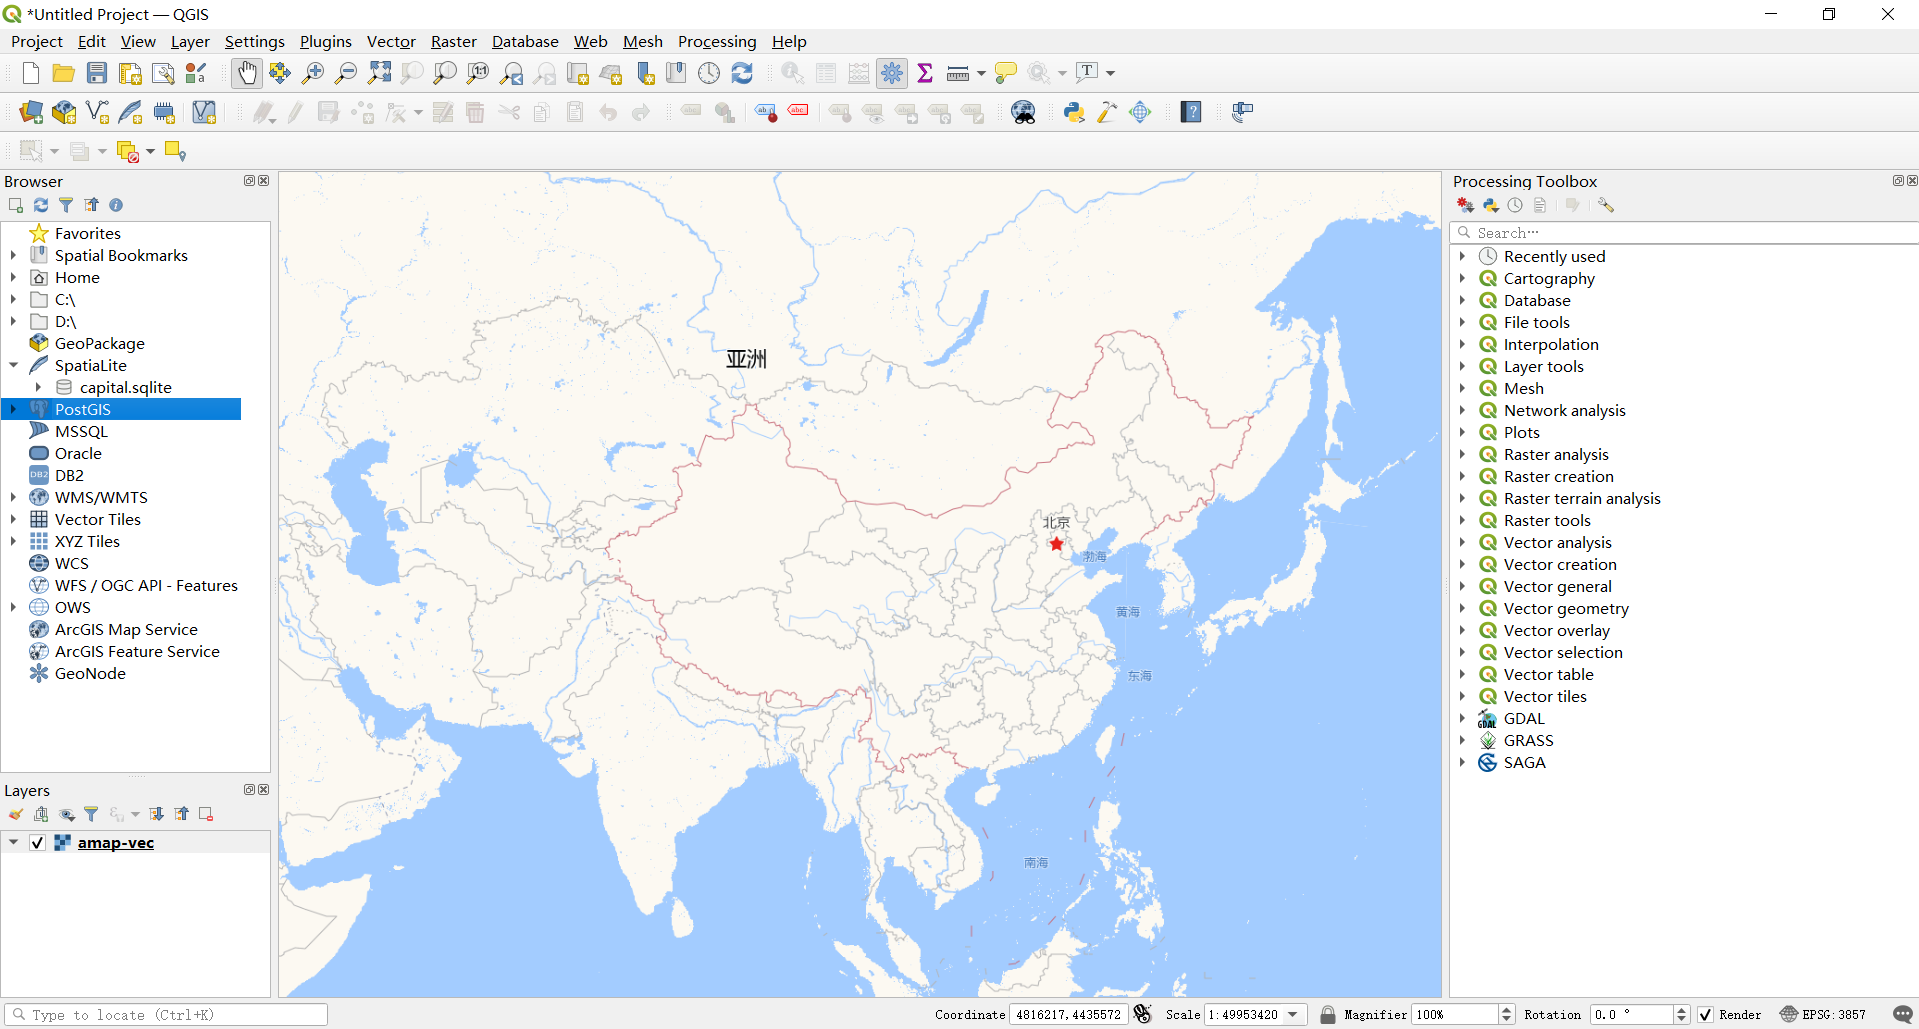 *Untitled Project — QGIS
Project Edit View Layer Settings Plugins Vector Raster Database Web Mesh Processing Help
Browser
Favorites
Spatial Bookmarks
Home
C:\
D:\
GeoPackage
SpatiaLite
capital.sqlite
PostGIS
MSSQL
Oracle
DB2
WMS/WMTS
Vector Tiles
XYZ Tiles
WCS
WFS / OGC API - Features
OWS
ArcGIS Map Service
ArcGIS Feature Service
GeoNode
Layers
amap-vec
亚洲
北京
渤海
黄海
东海
南海
Processing Toolbox
Search…
Recently used
Cartography
Database
File tools
Interpolation
Layer tools
Mesh
Network analysis
Plots
Raster analysis
Raster creation
Raster terrain analysis
Raster tools
Vector analysis
Vector creation
Vector general
Vector geometry
Vector overlay
Vector selection
Vector table
Vector tiles
GDAL
GRASS
SAGA
Type to locate (Ctrl+K)
Coordinate 4816217,4435572 Scale 1:49953420 Magnifier 100% Rotation 0.0 ° Render EPSG:3857